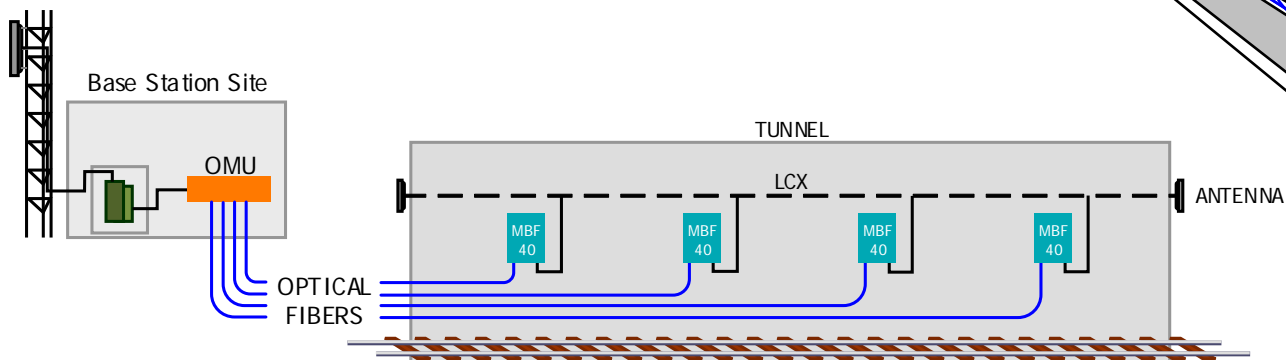 Base Station Site
OMU
TUNNEL
LCX
ANTENNA
MBF
40
MBF
40
MBF
40
MBF
40
OPTICAL
FIBERS